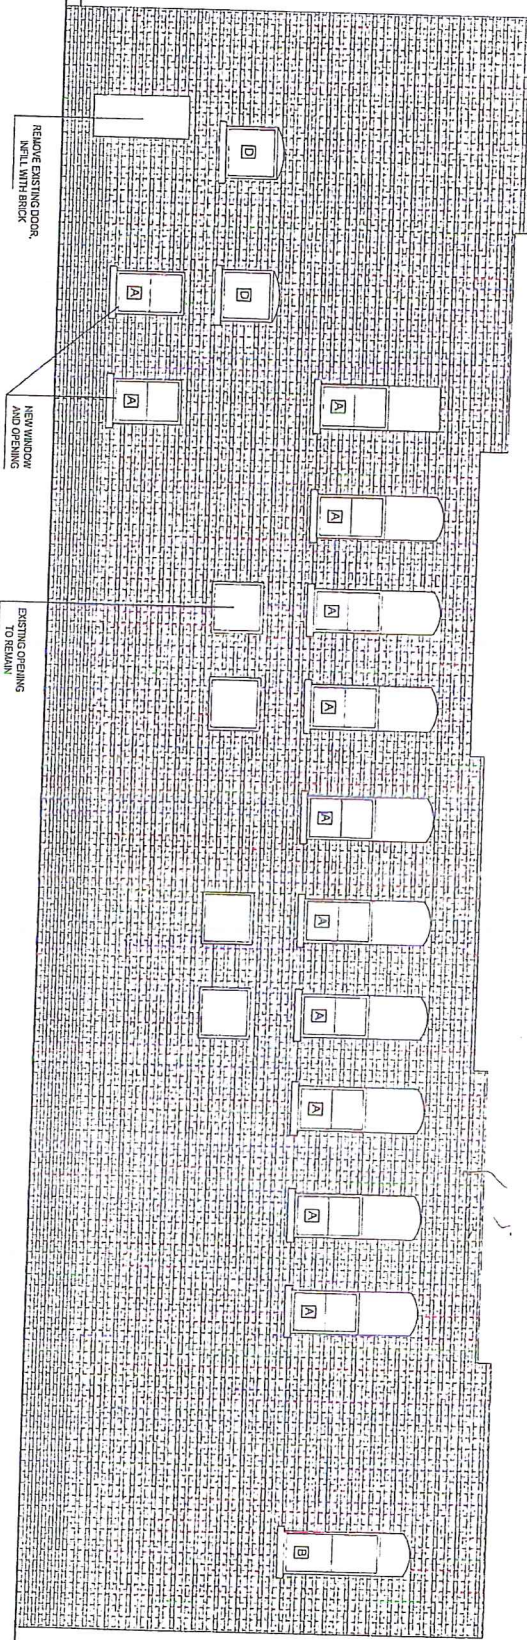 A A A A A A A A A A B
D D
A A
REMOVE EXISTING DOOR,
INFILL WITH BRICK
NEW WINDOW
AND OPENING
EXISTING OPENING
TO REMAIN